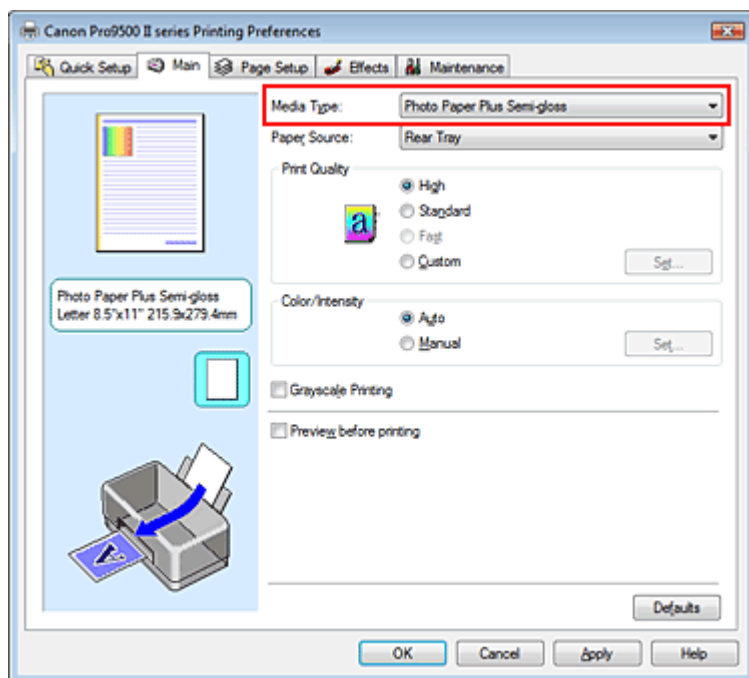 Canon Pro9500 II series Printing Preferences
Quick Setup Main Page Setup Effects Maintenance
Media Type: Photo Paper Plus Semi-gloss
Paper Source: Rear Tray
Print Quality
High
a Standard
Fast
Custom Set...
Photo Paper Plus Semi-gloss
Letter 8.5"x11" 215.9x279.4mm
Color/Intensity
Auto
Manual Set...
Grayscale Printing
Preview before printing
V
Defaults
OK Cancel Apply Help